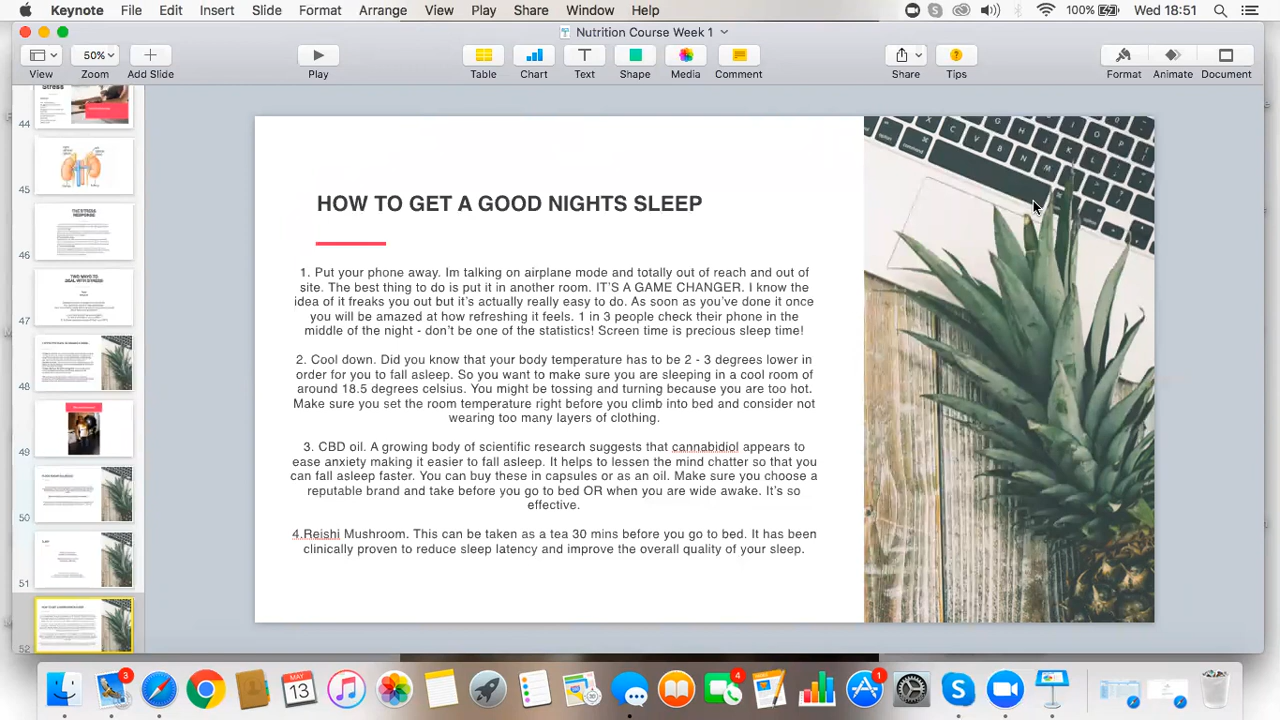 Keynote File Edit Insert Slide Format Arrange View Play Share Window Help 100% Wed 18:51
Nutrition Course Week 1
50%
View Zoom Add Slide Play Table Chart Text Shape Media Comment Share Tips Format Animate Document
Stress
44
45
46
TWO WAYS TO
DEAL WITH STRESS
47
48
49
50
51
52
HOW TO GET A GOOD NIGHTS SLEEP
1. Put your phone away. Im talking on airplane mode and totally out of reach and out of
site. The best thing to do is put it in another room. IT'S A GAME CHANGER. I know the
idea of it freaks you out but it's actually really easy to do. As soon as you've done it once
you will be amazed at how refreshing it feels. 1 in 3 people check their phone in the
middle of the night - don't be one of the statistics! Screen time is precious sleep time!
2. Cool down. Did you know that your body temperature has to be 2 - 3 degrees lower in
order for you to fall asleep. So you want to make sure you are sleeping in a cool room of
around 18.5 degrees celsius. You might be tossing and turning because you are too hot.
Make sure you set the room temperature right before you climb into bed and consider not
wearing too many layers of clothing.
3. CBD oil. A growing body of scientific research suggests that cannabidiol appears to
ease anxiety making it easier to fall asleep. It helps to lessen the mind chatter so that you
can fall asleep faster. You can buy these in capsules or as an oil. Make sure you choose a
reputable brand and take before you go to bed OR when you are wide awake. It's so
effective.
4.Reishi Mushroom. This can be taken as a tea 30 mins before you go to bed. It has been
clinically proven to reduce sleep latency and improve the overall quality of your sleep.
command
option
3
MAY
13
4
1